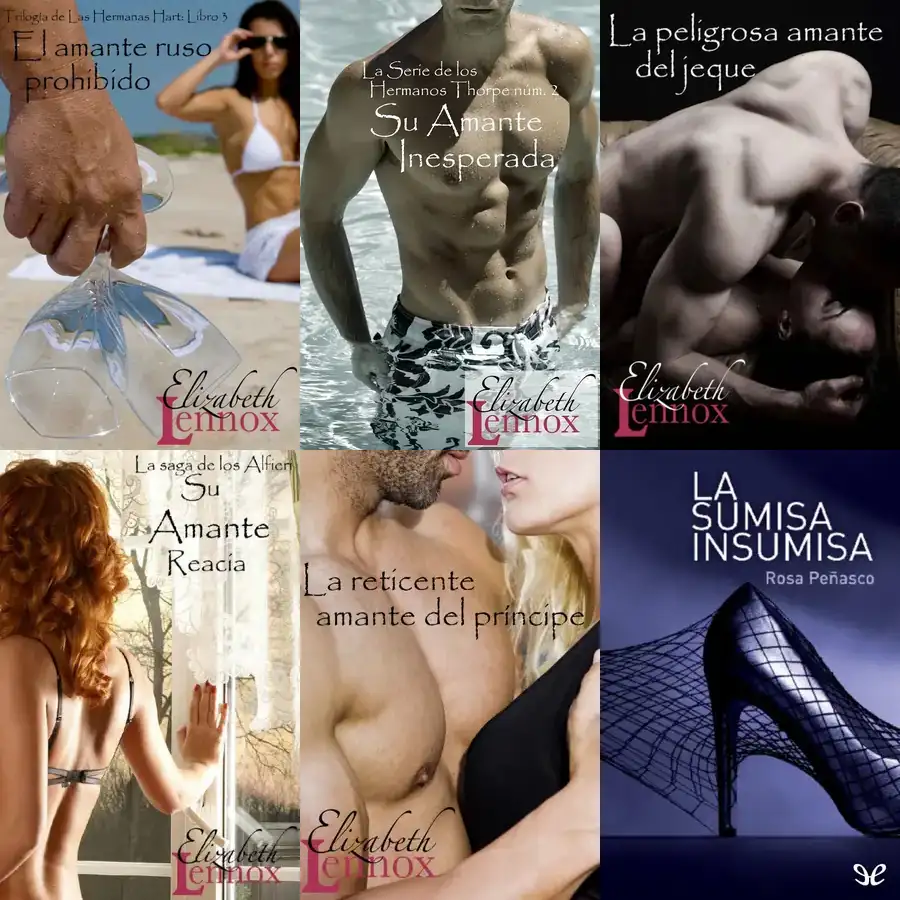 Trilogía de Las Hermanas Hart: Libro 3
El amante ruso
prohibido
Elizabeth
Lennox
La Serie de los
Hermanos Thorpe núm. 2
Su Amante
Inesperada
Elizabeth
Lennox
La peligrosa amante
del jeque
Elizabeth
Lennox
La saga de los Alfieri
Su
Amante
Reacia
Elizabeth
Lennox
La reticente
amante del príncipe
Elizabeth
Lennox
LA
SUMISA
INSUMISA
Rosa Peñasco